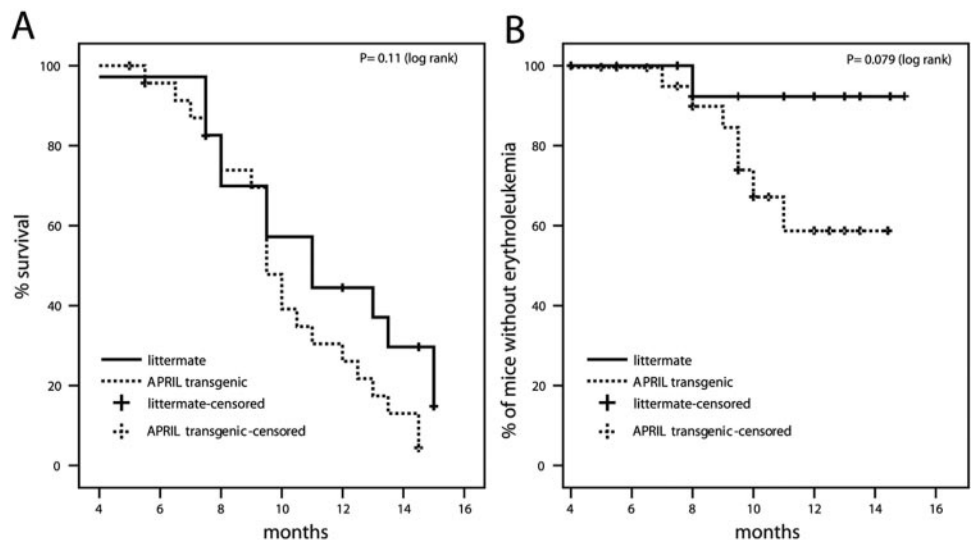 A
P= 0.11 (log rank)
% survival
100
80
60
40
20
0
littermate
APRIL transgenic
littermate-censored
APRIL transgenic-censored
4 6 8 10 12 14 16
months
B
P= 0.079 (log rank)
% of mice without erythroleukemia
100
80
60
40
20
0
littermate
APRIL transgenic
littermate-censored
APRIL transgenic-censored
4 6 8 10 12 14 16
months